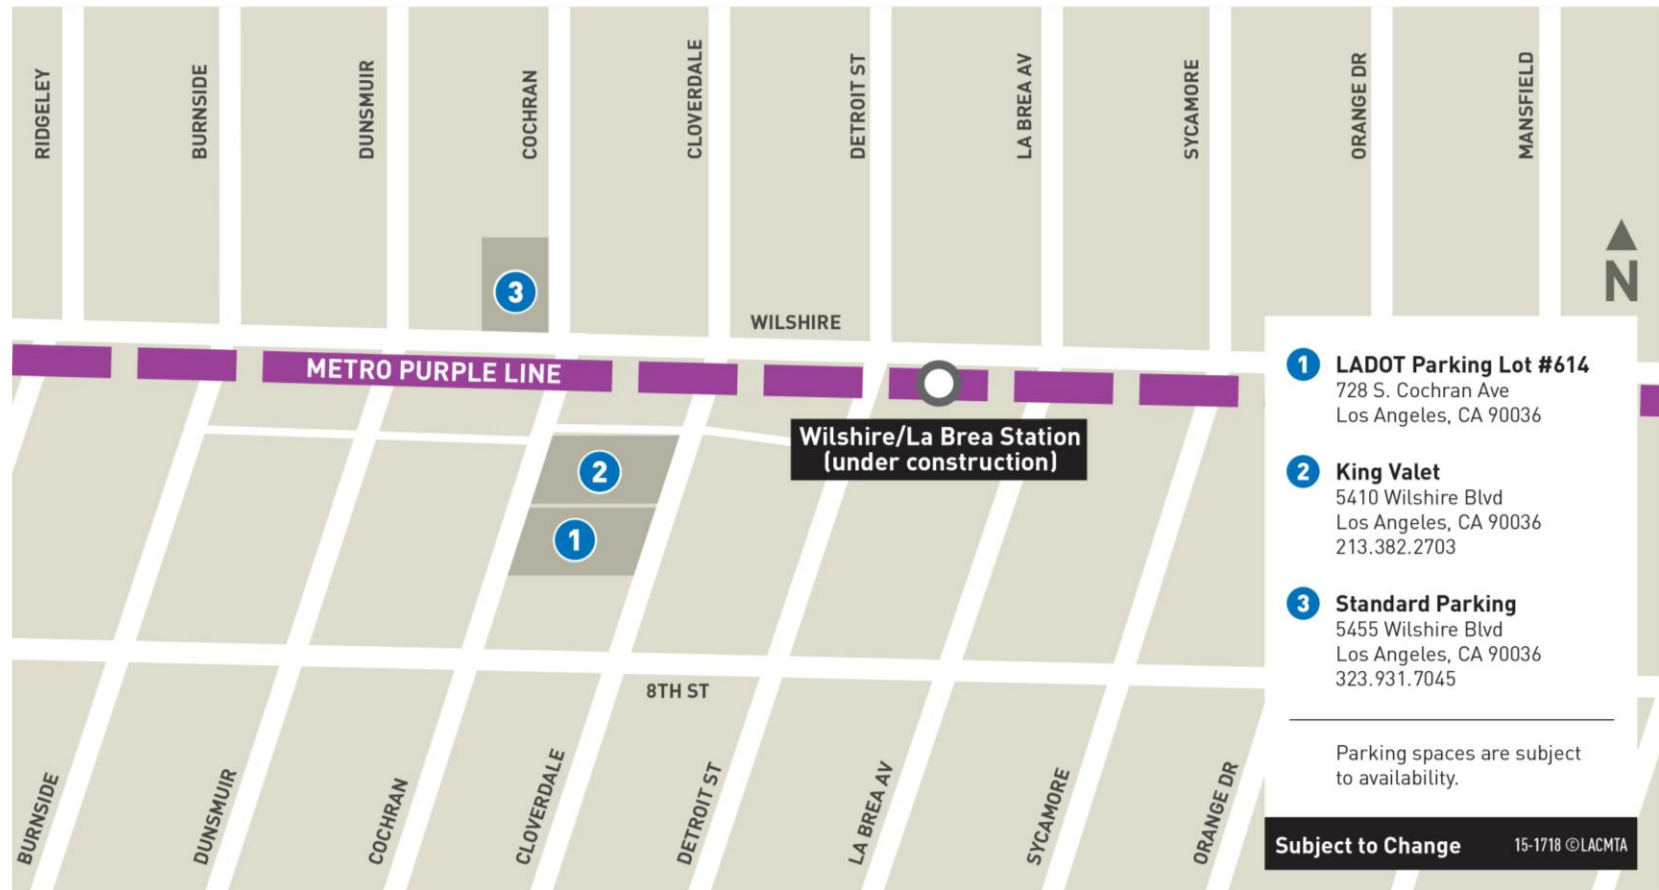 RIDGELEY
BURNSIDE
DUNSMUIR
COCHRAN
CLOVERDALE
DETROIT ST
LA BREA AV
SYCAMORE
ORANGE DR
MANSFIELD
N
3
WILSHIRE
METRO PURPLE LINE
Wilshire/La Brea Station
(under construction)
2
1
8TH ST
BURNSIDE
DUNSMUIR
COCHRAN
CLOVERDALE
DETROIT ST
LA BREA AV
SYCAMORE
ORANGE DR
1 LADOT Parking Lot #614
728 S. Cochran Ave
Los Angeles, CA 90036
2 King Valet
5410 Wilshire Blvd
Los Angeles, CA 90036
213.382.2703
3 Standard Parking
5455 Wilshire Blvd
Los Angeles, CA 90036
323.931.7045
Parking spaces are subject
to availability.
Subject to Change 15-1718 ©LACMTA